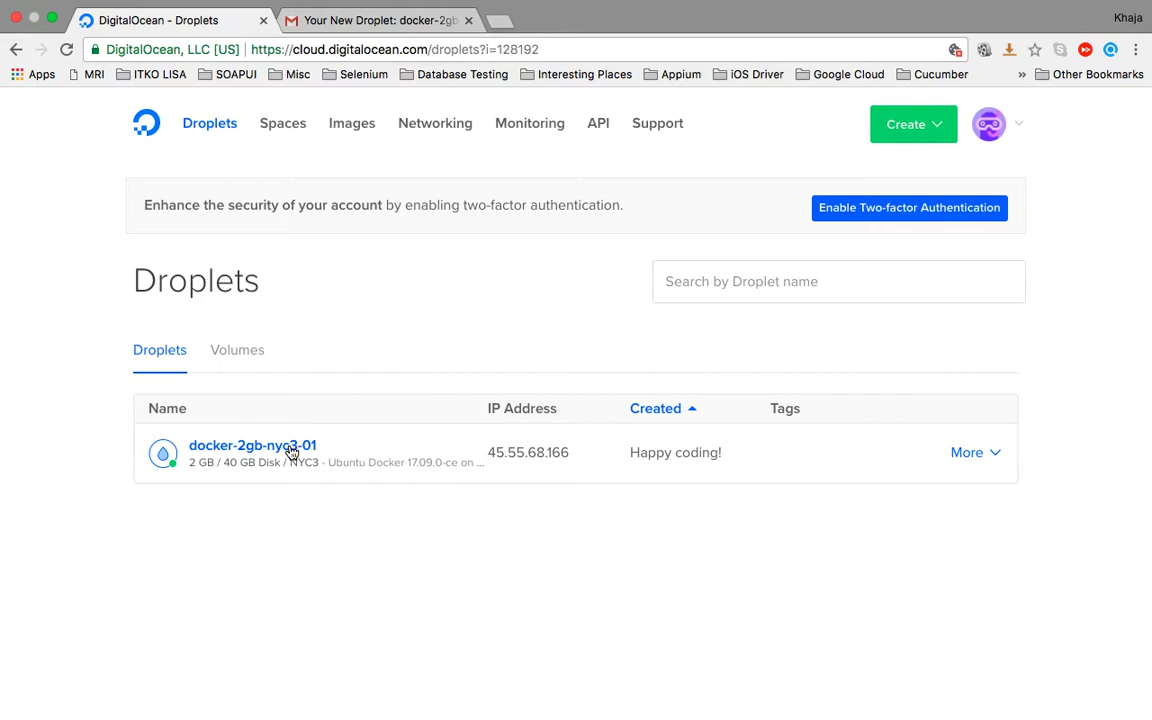 DigitalOcean - Droplets
Your New Droplet: docker-2gb
Khaja
DigitalOcean, LLC [US] https://cloud.digitalocean.com/droplets?i=128192
Apps MRI ITKO LISA SOAPUI Misc Selenium Database Testing Interesting Places Appium iOS Driver Google Cloud Cucumber » Other Bookmarks
Droplets Spaces Images Networking Monitoring API Support Create
Enhance the security of your account by enabling two-factor authentication. Enable Two-factor Authentication
Droplets
Search by Droplet name
Droplets Volumes
Name IP Address Created Tags
docker-2gb-nyc3-01
2 GB / 40 GB Disk / NYC3 - Ubuntu Docker 17.09.0-ce on ...
45.55.68.166 Happy coding! More